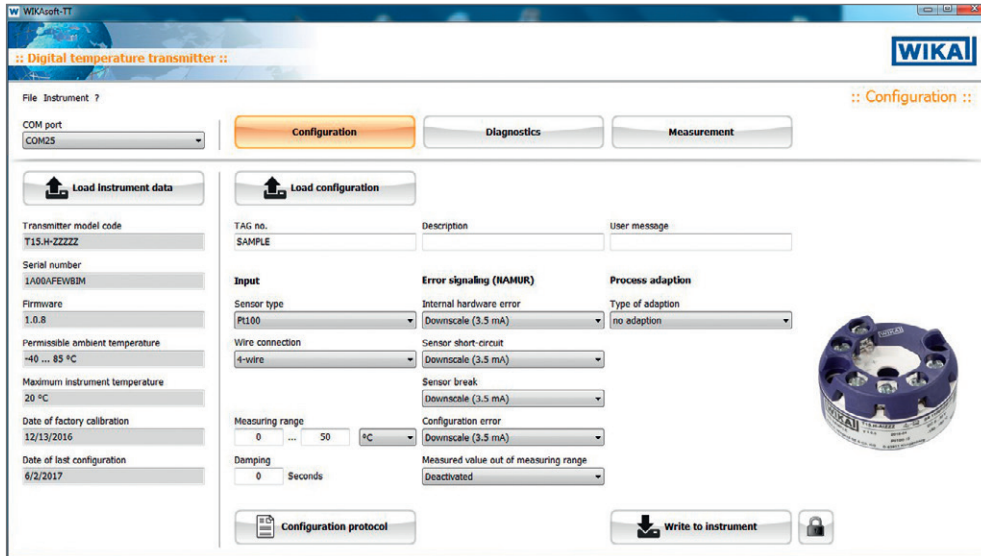 WIKAsoft-TT
:: Digital temperature transmitter ::
WIKA
File Instrument ?
:: Configuration ::
COM port
COM25
Configuration
Diagnostics
Measurement
Load instrument data
Load configuration
Transmitter model code
T15.H-ZZZZZ
TAG no.
SAMPLE
Description
User message
Serial number
1A00AFEWBIM
Input
Error signaling (NAMUR)
Process adaption
Firmware
1.0.8
Sensor type
Pt100
Internal hardware error
Downscale (3.5 mA)
Type of adaption
no adaption
Permissible ambient temperature
-40 ... 85 ºC
Wire connection
4-wire
Sensor short-circuit
Downscale (3.5 mA)
Maximum instrument temperature
20 ºC
Sensor break
Downscale (3.5 mA)
Date of factory calibration
12/13/2016
Measuring range
0 ... 50 ºC
Configuration error
Downscale (3.5 mA)
Date of last configuration
6/2/2017
Damping
0 Seconds
Measured value out of measuring range
Deactivated
Configuration protocol
Write to instrument
WIKA
WIKA